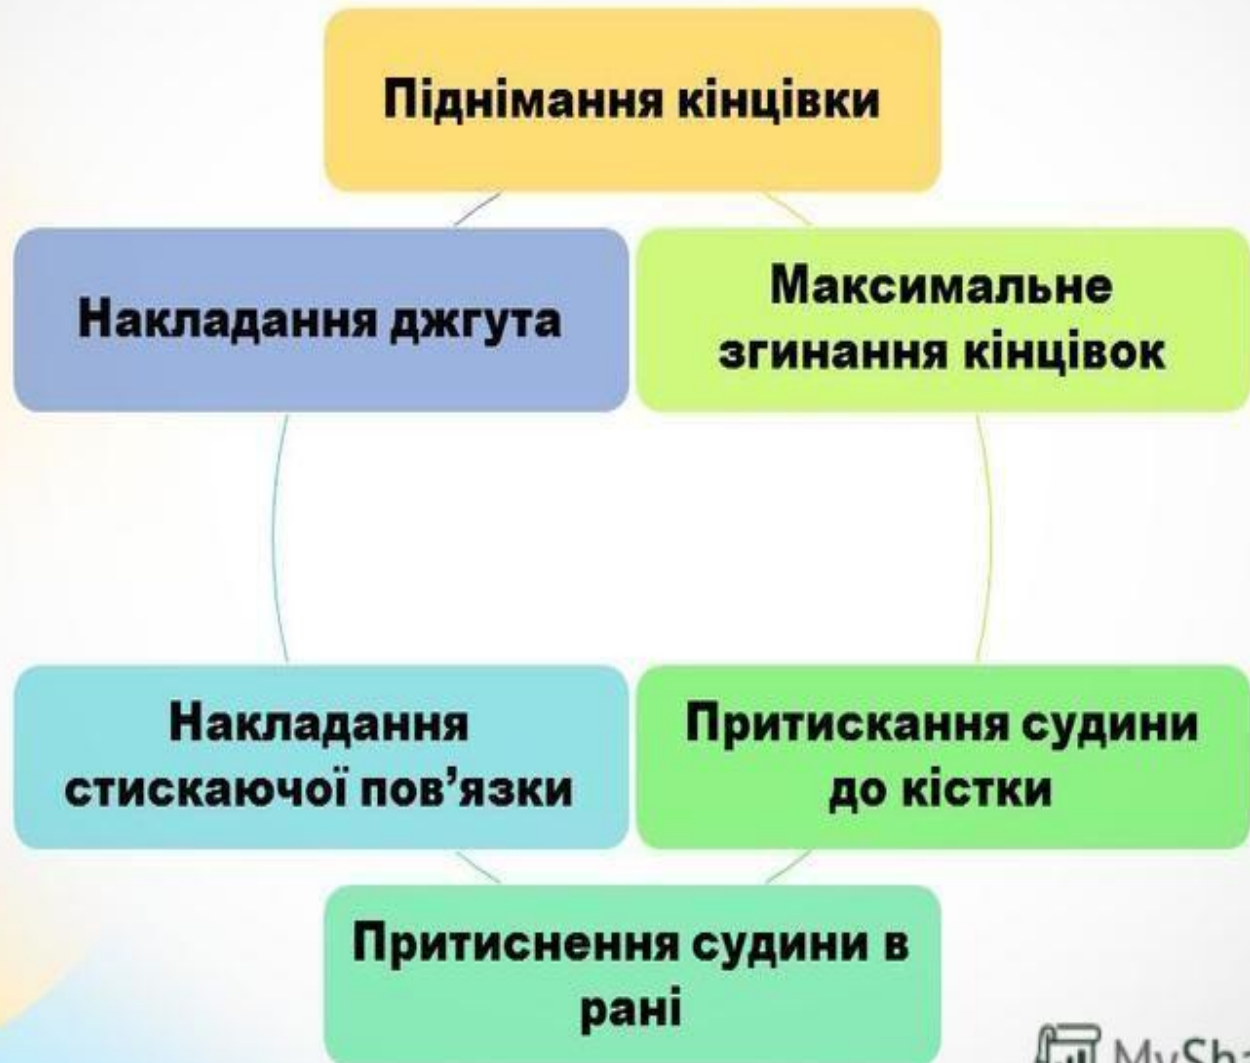 Піднімання кінцівки
Накладання джгута
Максимальне
згинання кінцівок
Накладання
стискаючої пов’язки
Притискання судини
до кістки
Притиснення судини в
рані